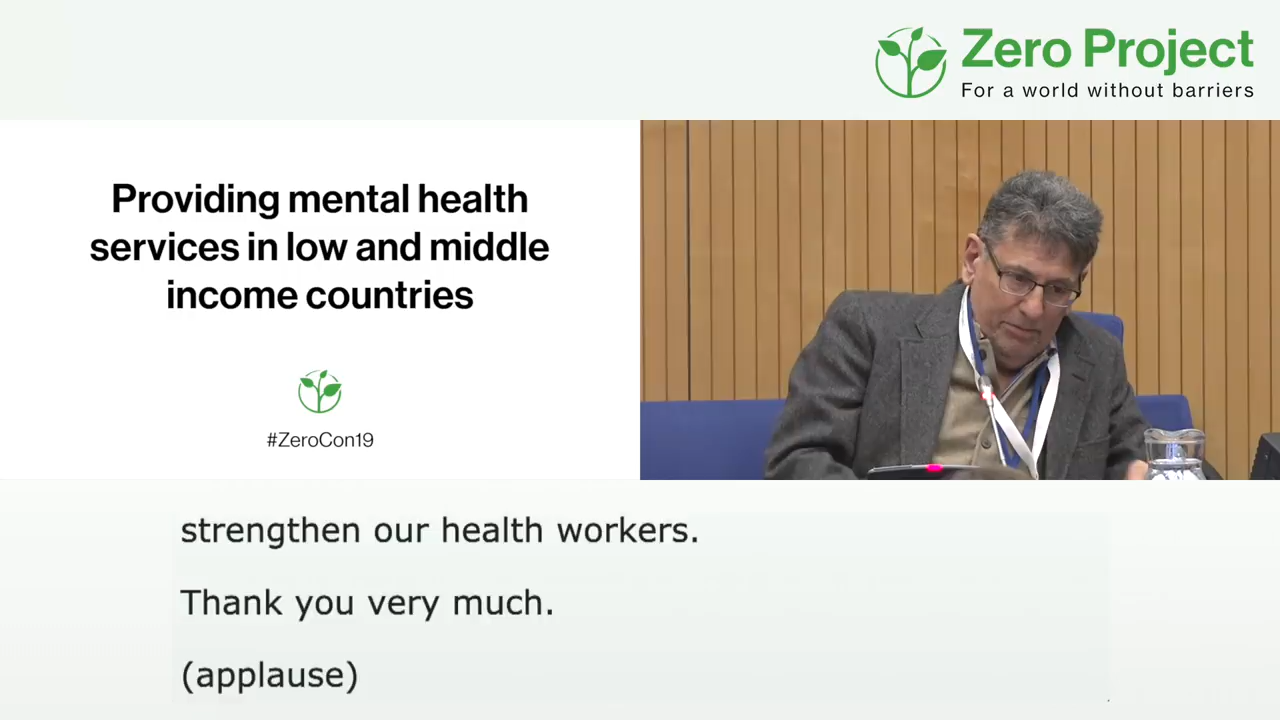 Zero Project
For a world without barriers
Providing mental health
services in low and middle
income countries
#ZeroCon19
strengthen our health workers.
Thank you very much.
(applause)